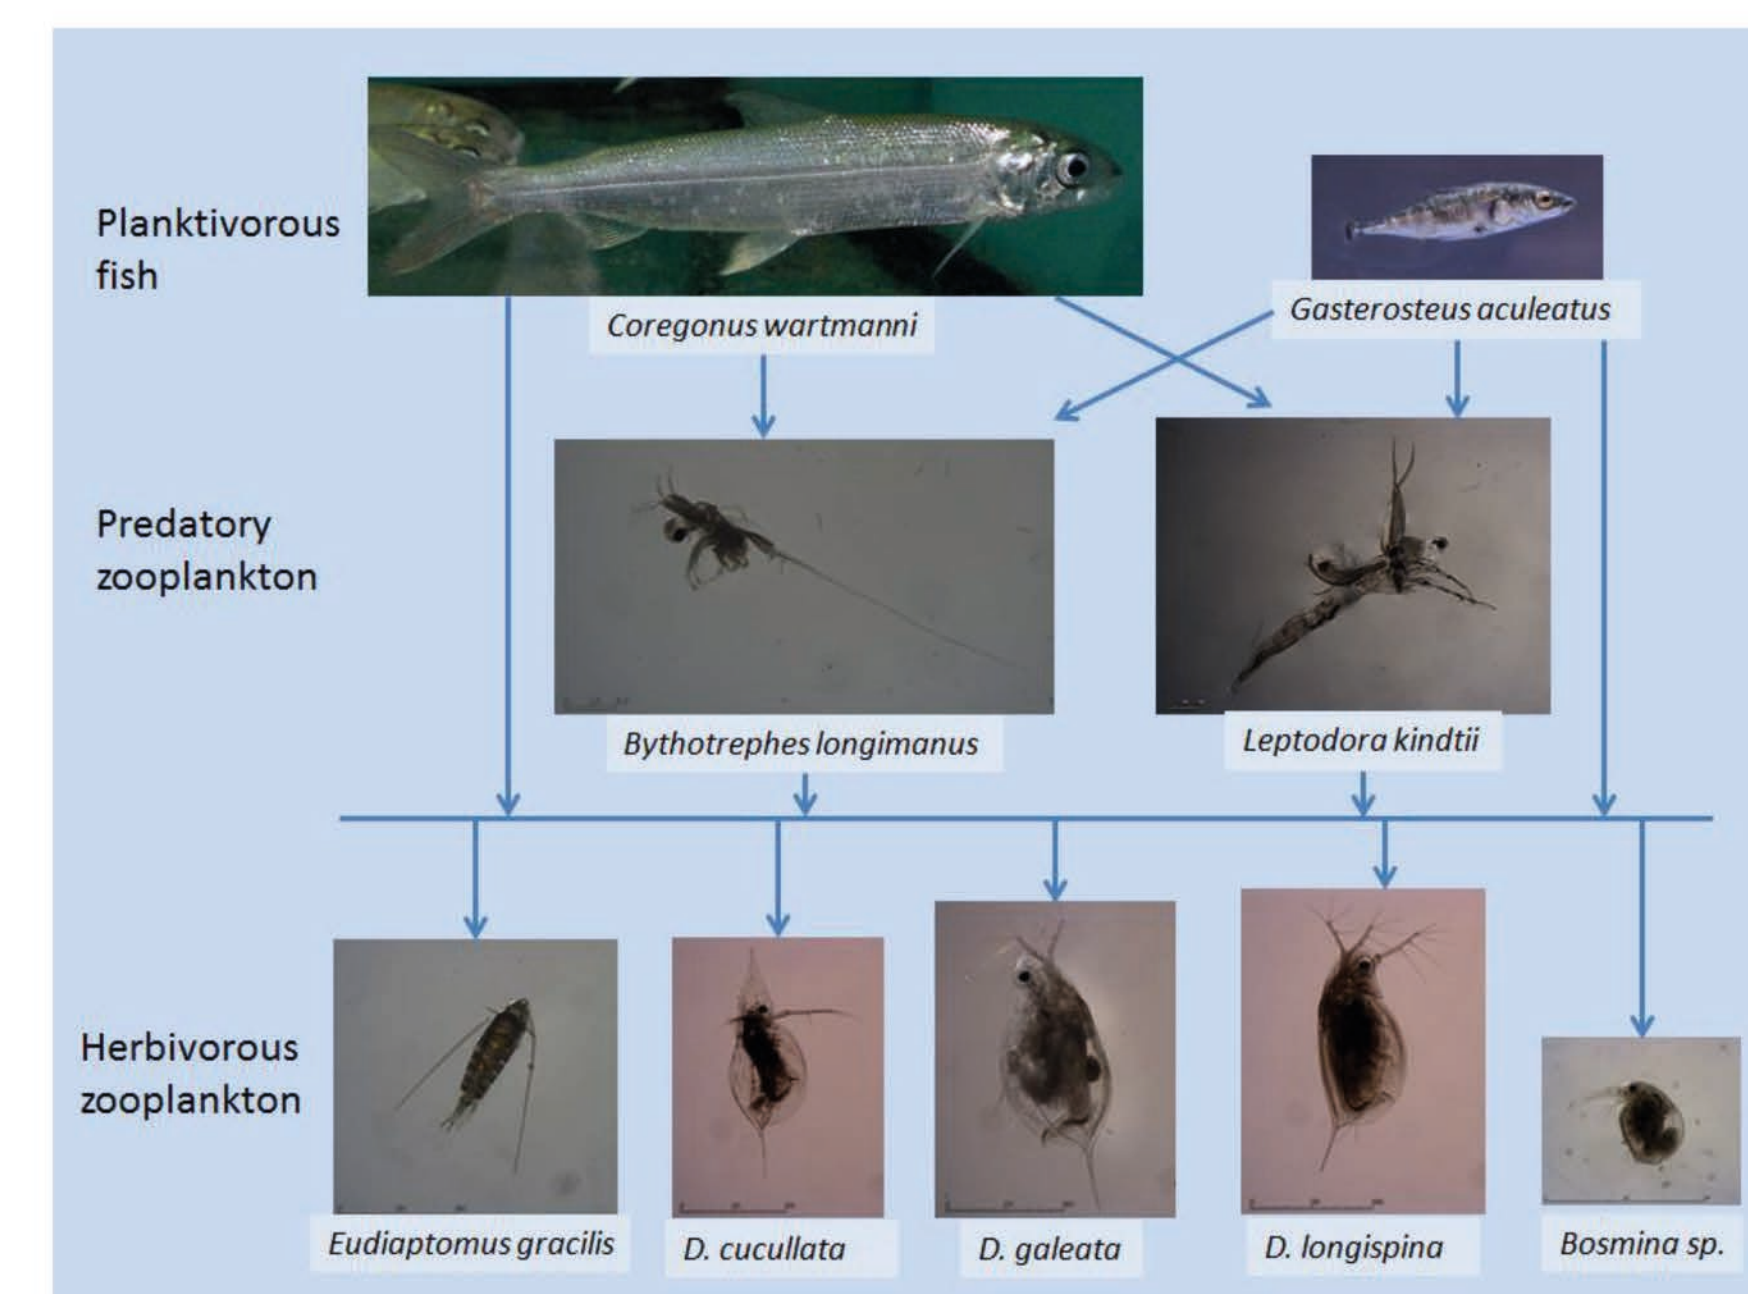 Planktivorous
fish
Coregonus wartmanni
Gasterosteus aculeatus
Predatory
zooplankton
Bythotrephes longimanus
Leptodora kindtii
Herbivorous
zooplankton
Eudiaptomus gracilis
D. cucullata
D. galeata
D. longispina
Bosmina sp.